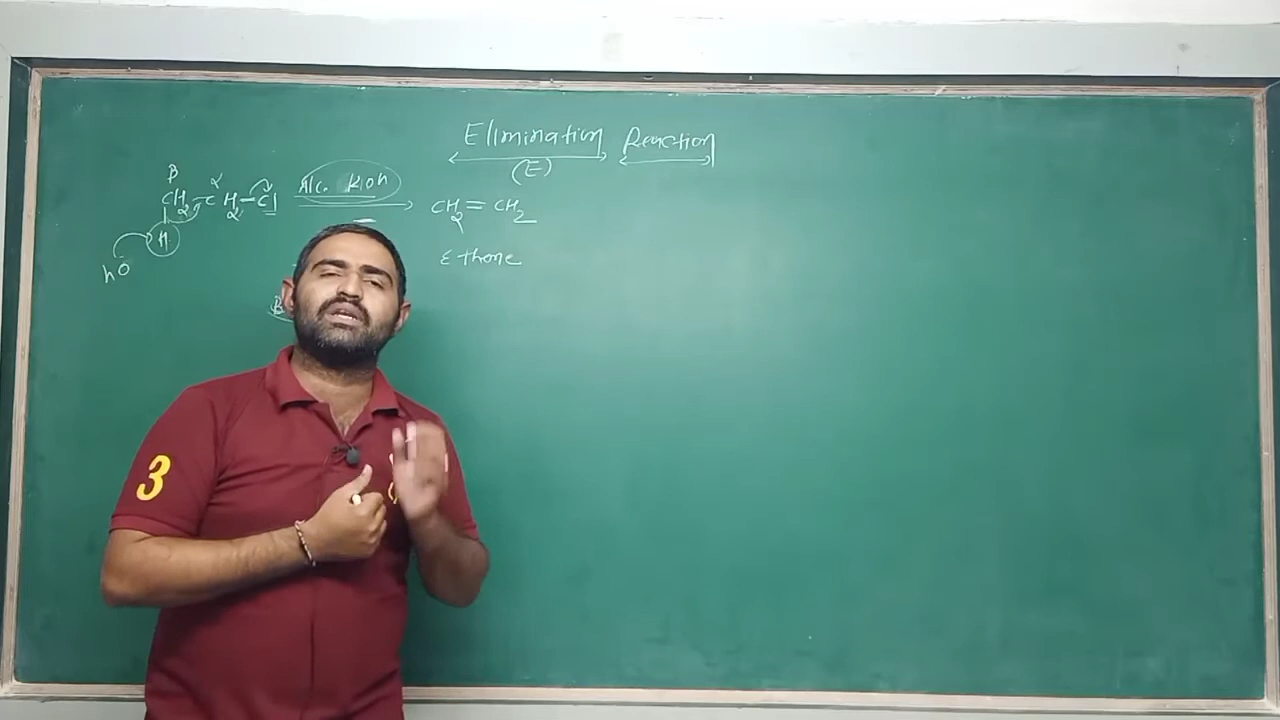 Elimination Reaction
(E)
β α
CH2-CH2-Cl Alc. KOH CH2=CH2
H
HO
Ethene
B
3